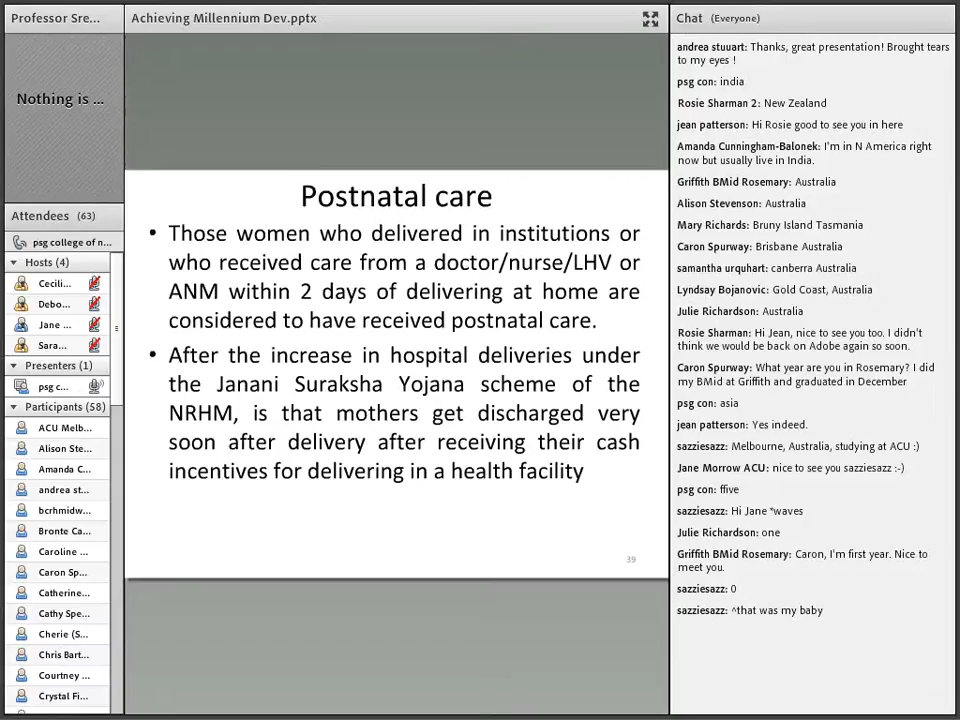 Professor Sre...
Nothing is ...
Attendees (63)
psg college of n...
Hosts (4)
Cecili...
Debo...
Jane ...
Sara...
Presenters (1)
psg c...
Participants (58)
ACU Melb...
Alison Ste...
Amanda C...
andrea st...
bcrhmidw...
Bronte Ca...
Caroline ...
Caron Sp...
Catherine...
Cathy Spe...
Cherie (S...
Chris Bart...
Courtney ...
Crystal Fi...
Achieving Millennium Dev.pptx
Postnatal care
• Those women who delivered in institutions or
who received care from a doctor/nurse/LHV or
ANM within 2 days of delivering at home are
considered to have received postnatal care.
• After the increase in hospital deliveries under
the Janani Suraksha Yojana scheme of the
NRHM, is that mothers get discharged very
soon after delivery after receiving their cash
incentives for delivering in a health facility
39
Chat (Everyone)
andrea stuuart: Thanks, great presentation! Brought tears
to my eyes !
psg con: india
Rosie Sharman 2: New Zealand
jean patterson: Hi Rosie good to see you in here
Amanda Cunningham-Balonek: I'm in N America right
now but usually live in India.
Griffith BMid Rosemary: Australia
Alison Stevenson: Australia
Mary Richards: Bruny Island Tasmania
Caron Spurway: Brisbane Australia
samantha urquhart: canberra Australia
Lyndsay Bojanovic: Gold Coast, Australia
Julie Richardson: Australia
Rosie Sharman: Hi Jean, nice to see you too. I didn't
think we would be back on Adobe again so soon.
Caron Spurway: What year are you in Rosemary? I did
my BMid at Griffith and graduated in December
psg con: asia
jean patterson: Yes indeed.
sazziesazz: Melbourne, Australia, studying at ACU :)
Jane Morrow ACU: nice to see you sazziesazz :-)
psg con: ffive
sazziesazz: Hi Jane *waves
Julie Richardson: one
Griffith BMid Rosemary: Caron, I'm first year. Nice to
meet you.
sazziesazz: 0
sazziesazz: ^that was my baby